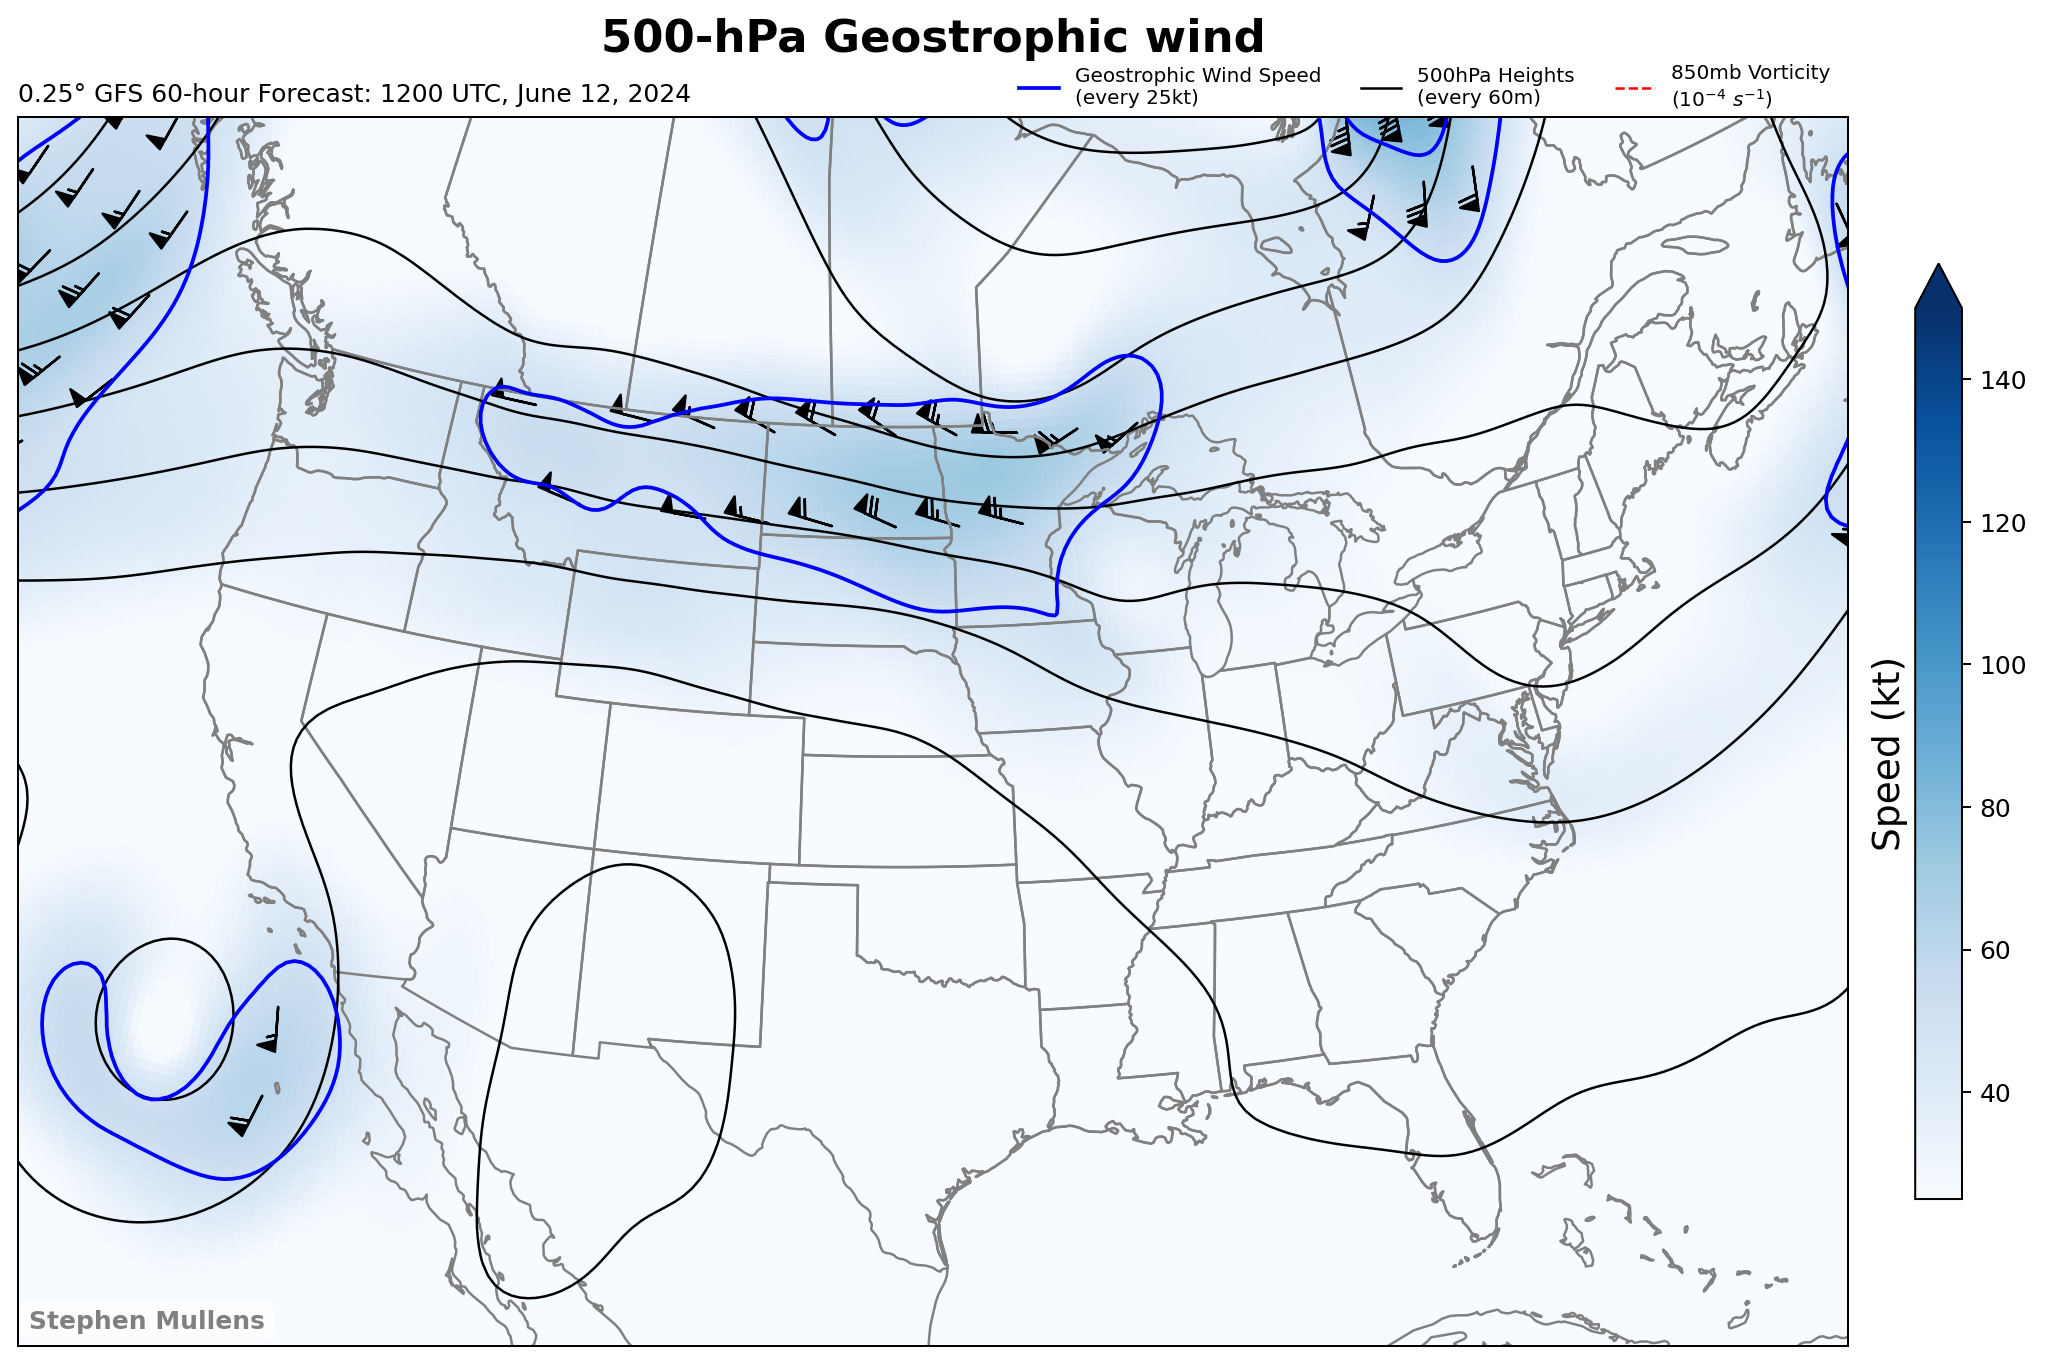 500-hPa Geostrophic wind
0.25° GFS 60-hour Forecast: 1200 UTC, June 12, 2024
Geostrophic Wind Speed
(every 25kt)
500hPa Heights
(every 60m)
850mb Vorticity
(10⁻⁴ s⁻¹)
140
120
100
80
60
40
Speed (kt)
Stephen Mullens